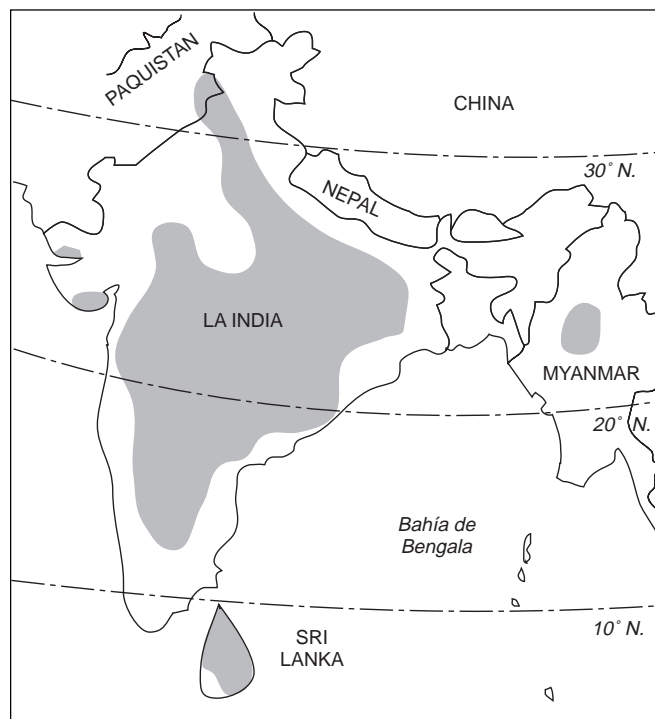 PAQUISTAN
CHINA
30° N.
NEPAL
LA INDIA
MYANMAR
20° N.
Bahía de
Bengala
10° N.
SRI
LANKA